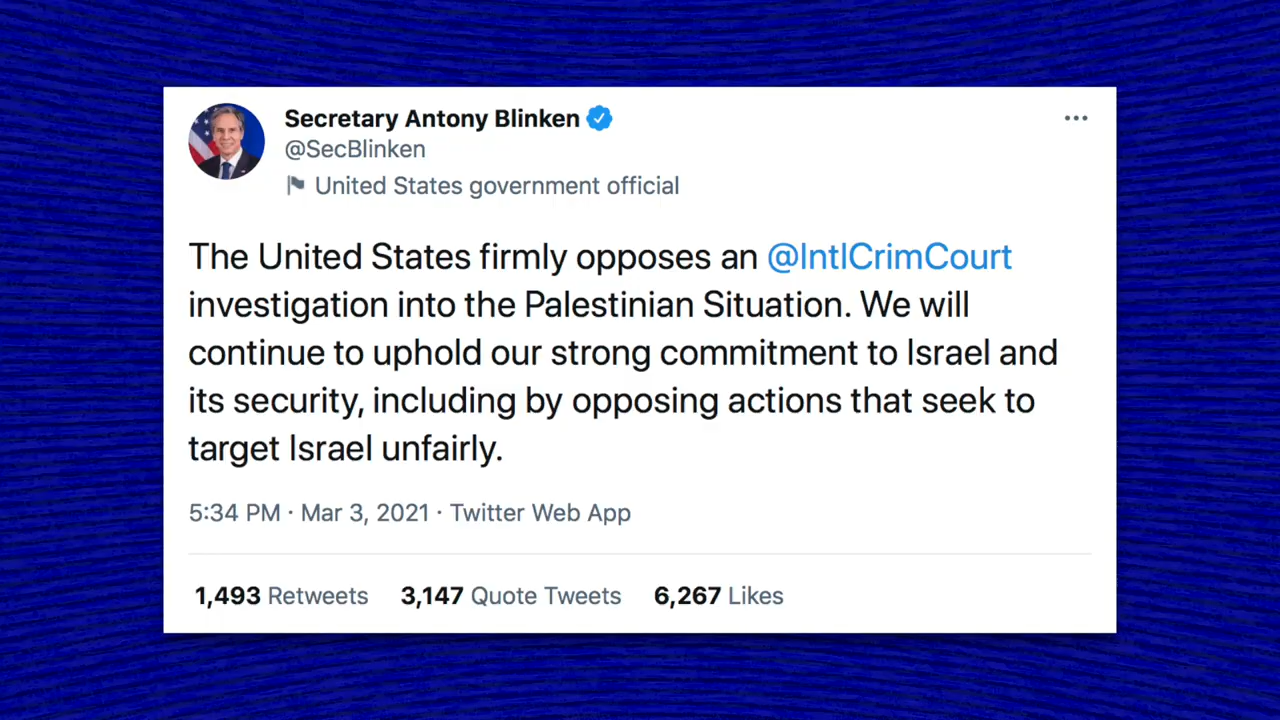 Secretary Antony Blinken
@SecBlinken
United States government official
The United States firmly opposes an @IntlCrimCourt
investigation into the Palestinian Situation. We will
continue to uphold our strong commitment to Israel and
its security, including by opposing actions that seek to
target Israel unfairly.
5:34 PM · Mar 3, 2021 · Twitter Web App
1,493 Retweets 3,147 Quote Tweets 6,267 Likes